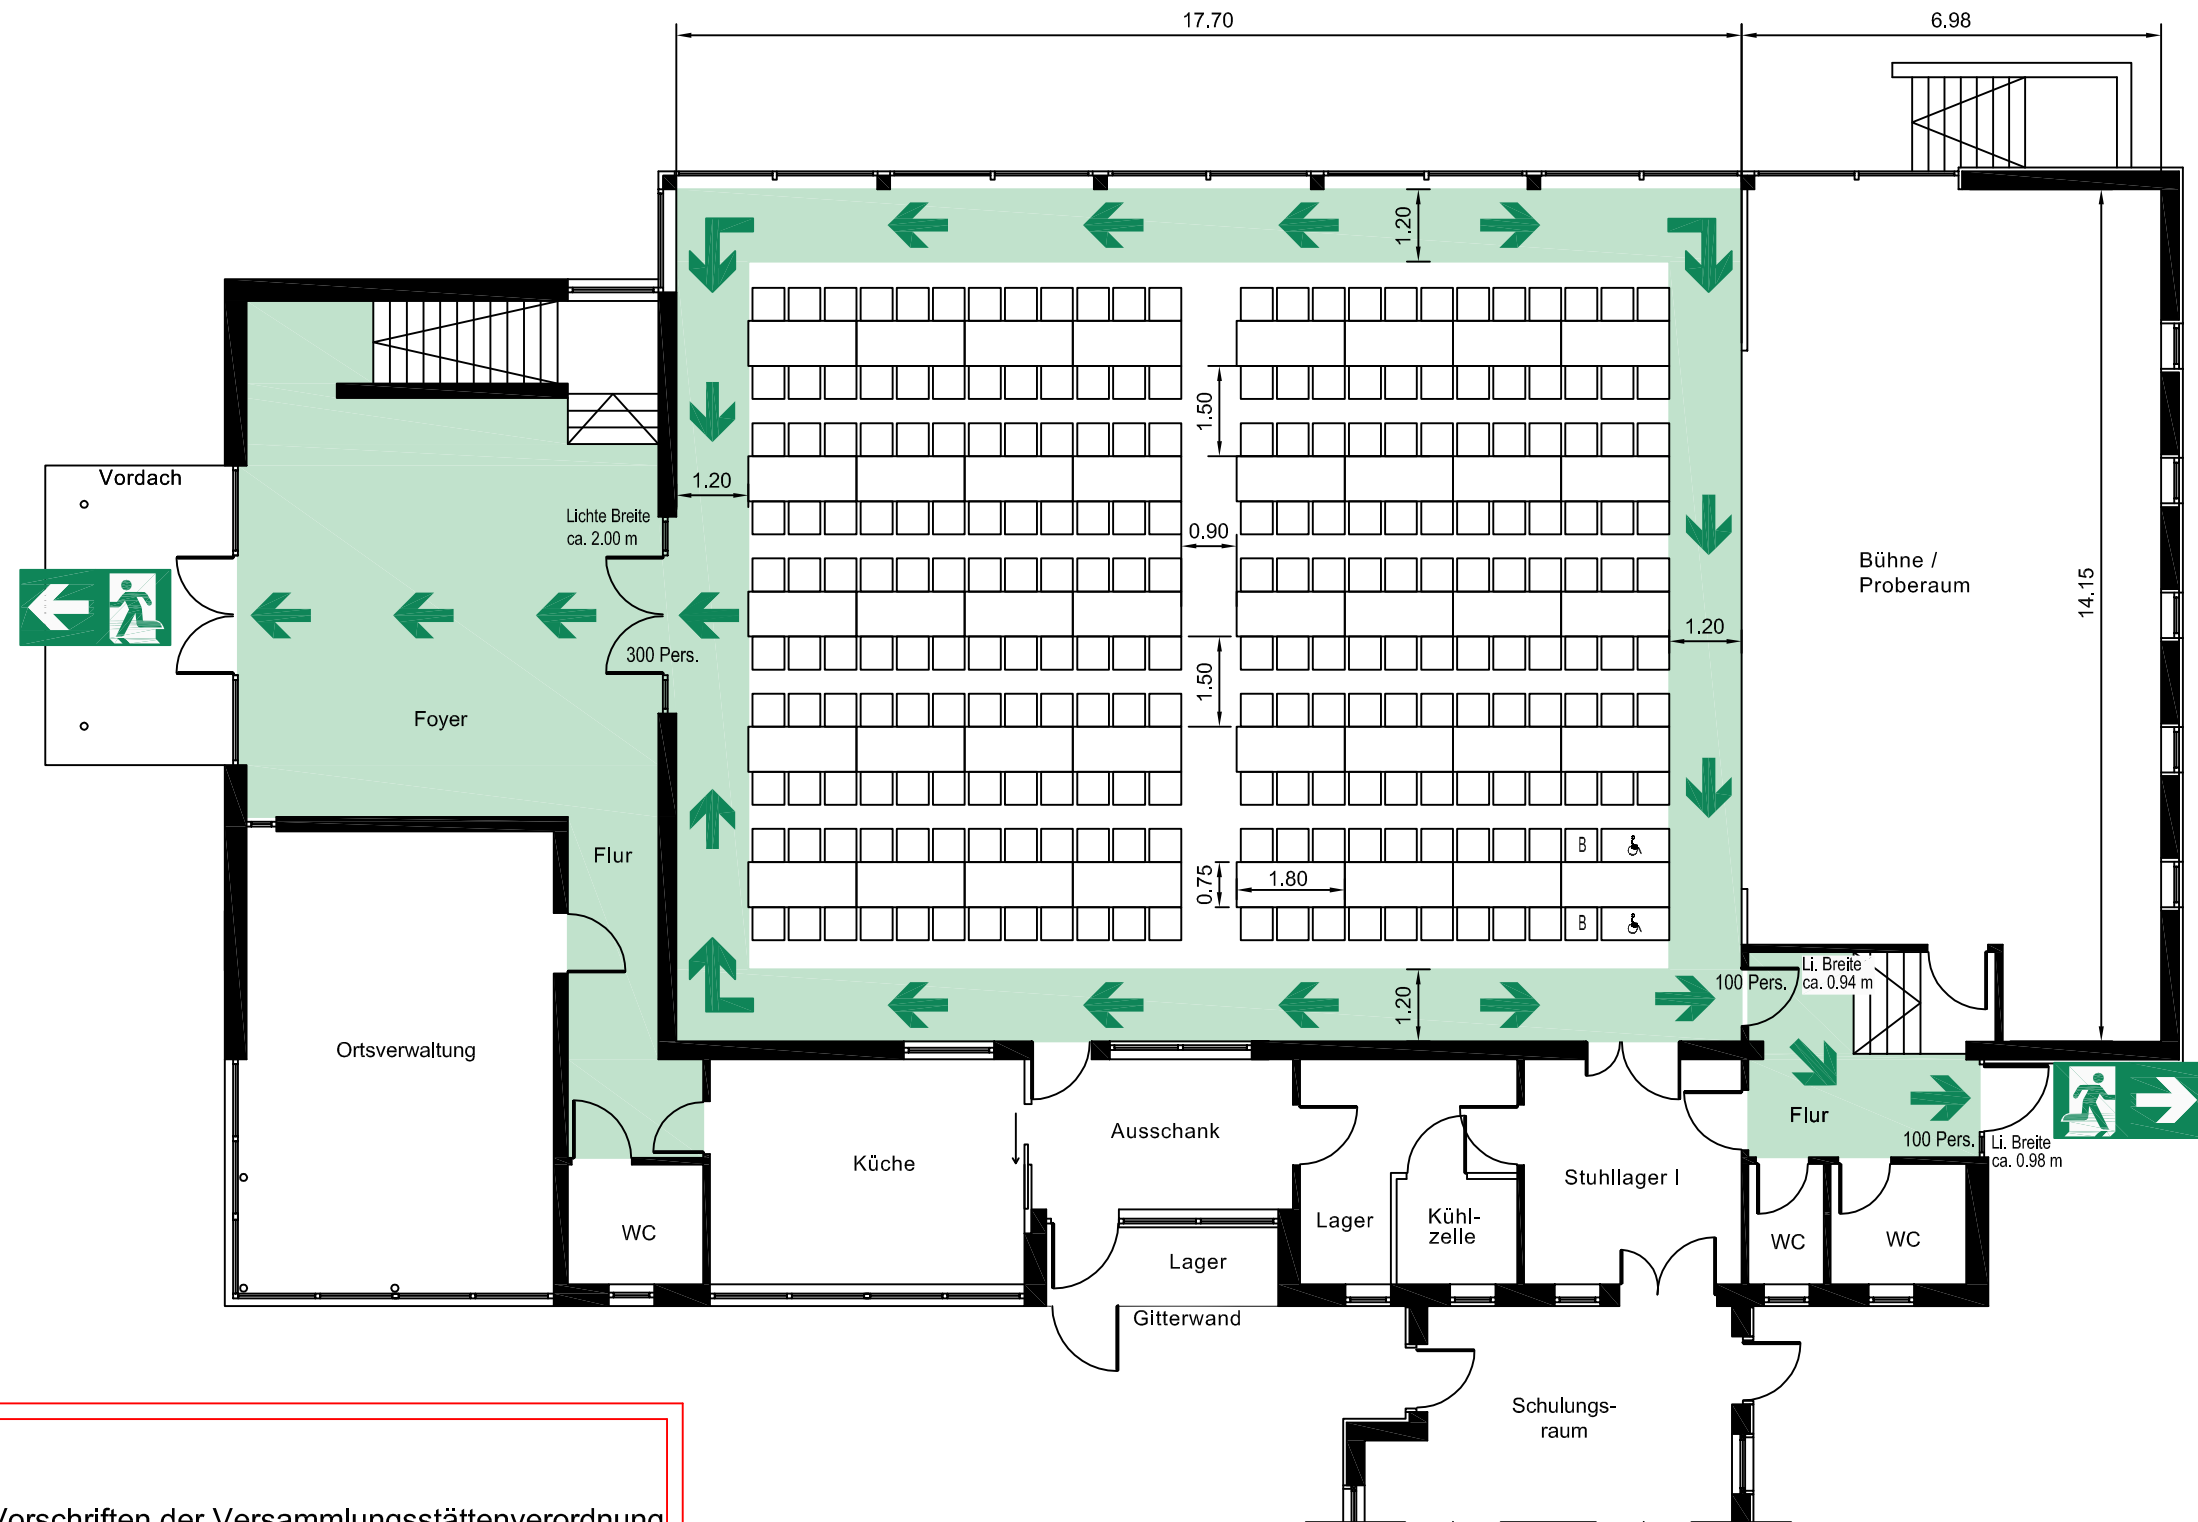 17.70
6.98
1.20
Vordach
1.50
1.20
Lichte Breite
ca. 2.00 m
0.90
Bühne /
Proberaum
14.15
1.20
300 Pers.
1.50
Foyer
Flur
B
0.75
1.80
B
Li. Breite
100 Pers.
ca. 0.94 m
1.20
Ortsverwaltung
Flur
Ausschank
100 Pers.
Li. Breite
ca. 0.98 m
Küche
Stuhllager I
Lager
Kühl-
zelle
WC
WC
WC
Lager
Gitterwand
Schulungs-
raum
Vorschriften der Versammlungsstättenverordnung